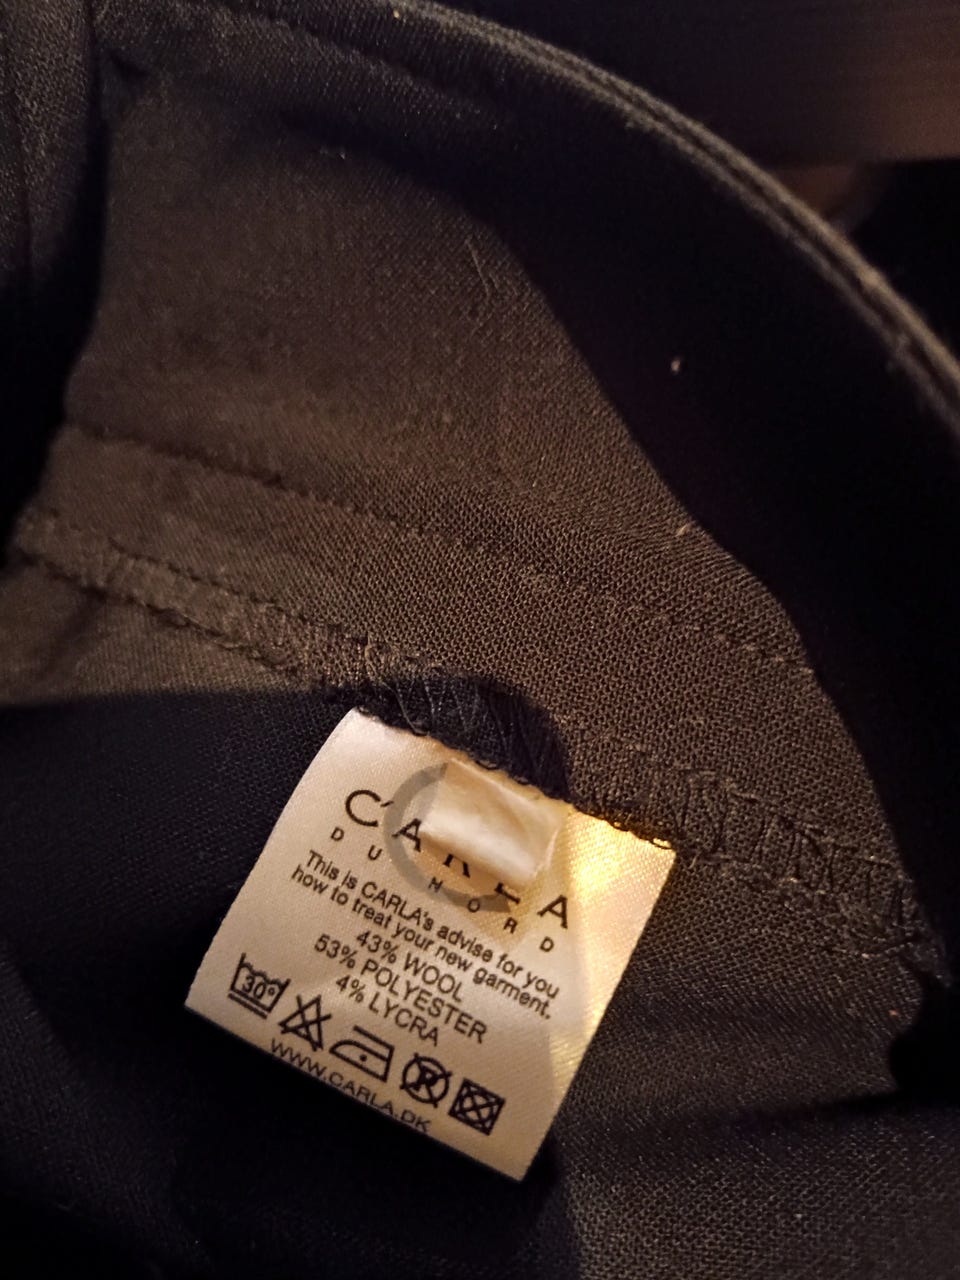 CARLA
DU NORD
This is CARLA's advise for you
how to treat your new garment.
43% WOOL
53% POLYESTER
4% LYCRA
30°
P
WWW.CARLA.DK